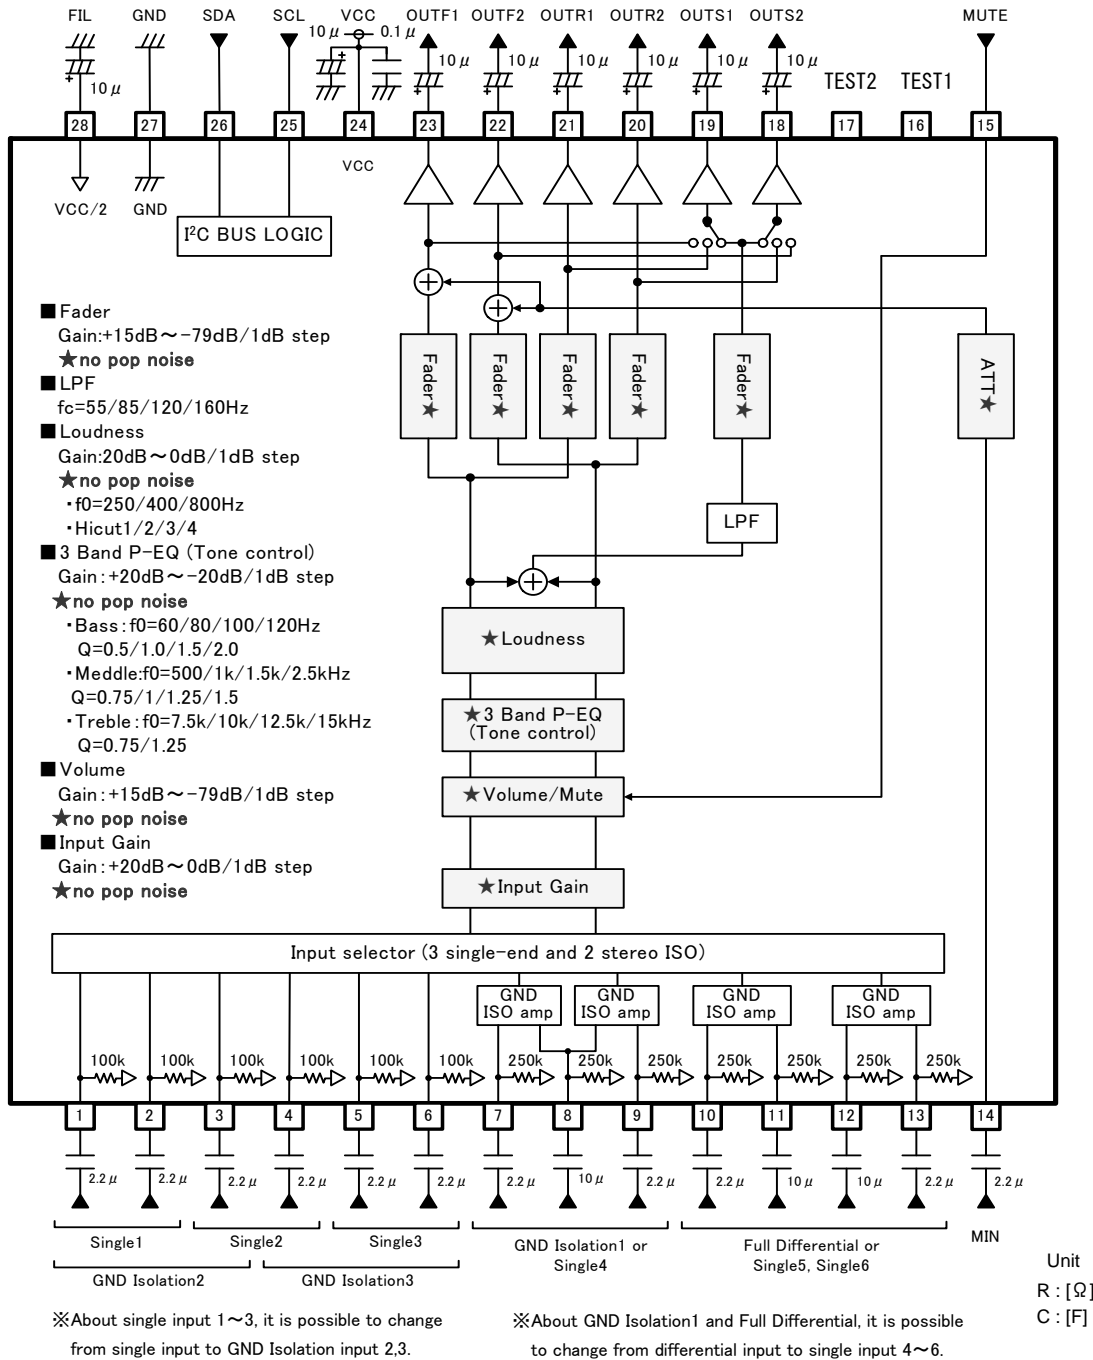 FIL GND SDA SCL VCC OUTF1 OUTF2 OUTR1 OUTR2 OUTS1 OUTS2 MUTE
10μ 0.1μ
10μ 10μ 10μ 10μ 10μ 10μ 10μ
TEST2 TEST1
28 27 26 25 24 23 22 21 20 19 18 17 16 15
VCC
VCC/2 GND
I²C BUS LOGIC
■Fader
Gain:+15dB～-79dB/1dB step
★no pop noise
■LPF
fc=55/85/120/160Hz
■Loudness
Gain:20dB～0dB/1dB step
★no pop noise
・f0=250/400/800Hz
・Hicut1/2/3/4
■3 Band P-EQ (Tone control)
Gain:+20dB～-20dB/1dB step
★no pop noise
・Bass:f0=60/80/100/120Hz
Q=0.5/1.0/1.5/2.0
・Meddle:f0=500/1k/1.5k/2.5kHz
Q=0.75/1/1.25/1.5
・Treble:f0=7.5k/10k/12.5k/15kHz
Q=0.75/1.25
■Volume
Gain:+15dB～-79dB/1dB step
★no pop noise
■Input Gain
Gain:+20dB～0dB/1dB step
★no pop noise
Fader★ Fader★ Fader★ Fader★ Fader★ ATT★
LPF
★Loudness
★3 Band P-EQ
(Tone control)
★Volume/Mute
★Input Gain
Input selector (3 single-end and 2 stereo ISO)
GND GND GND GND
ISO amp ISO amp ISO amp ISO amp
100k 100k 100k 100k 100k 100k 250k 250k 250k 250k 250k 250k 250k
1 2 3 4 5 6 7 8 9 10 11 12 13 14
2.2μ 2.2μ 2.2μ 2.2μ 2.2μ 2.2μ 2.2μ 10μ 2.2μ 2.2μ 10μ 10μ 2.2μ 2.2μ
Single1 Single2 Single3
GND Isolation1 or
Single4
Full Differential or
Single5, Single6
MIN
GND Isolation2 GND Isolation3
Unit
R : [Ω]
C : [F]
※About single input 1～3, it is possible to change
from single input to GND Isolation input 2,3.
※About GND Isolation1 and Full Differential, it is possible
to change from differential input to single input 4～6.